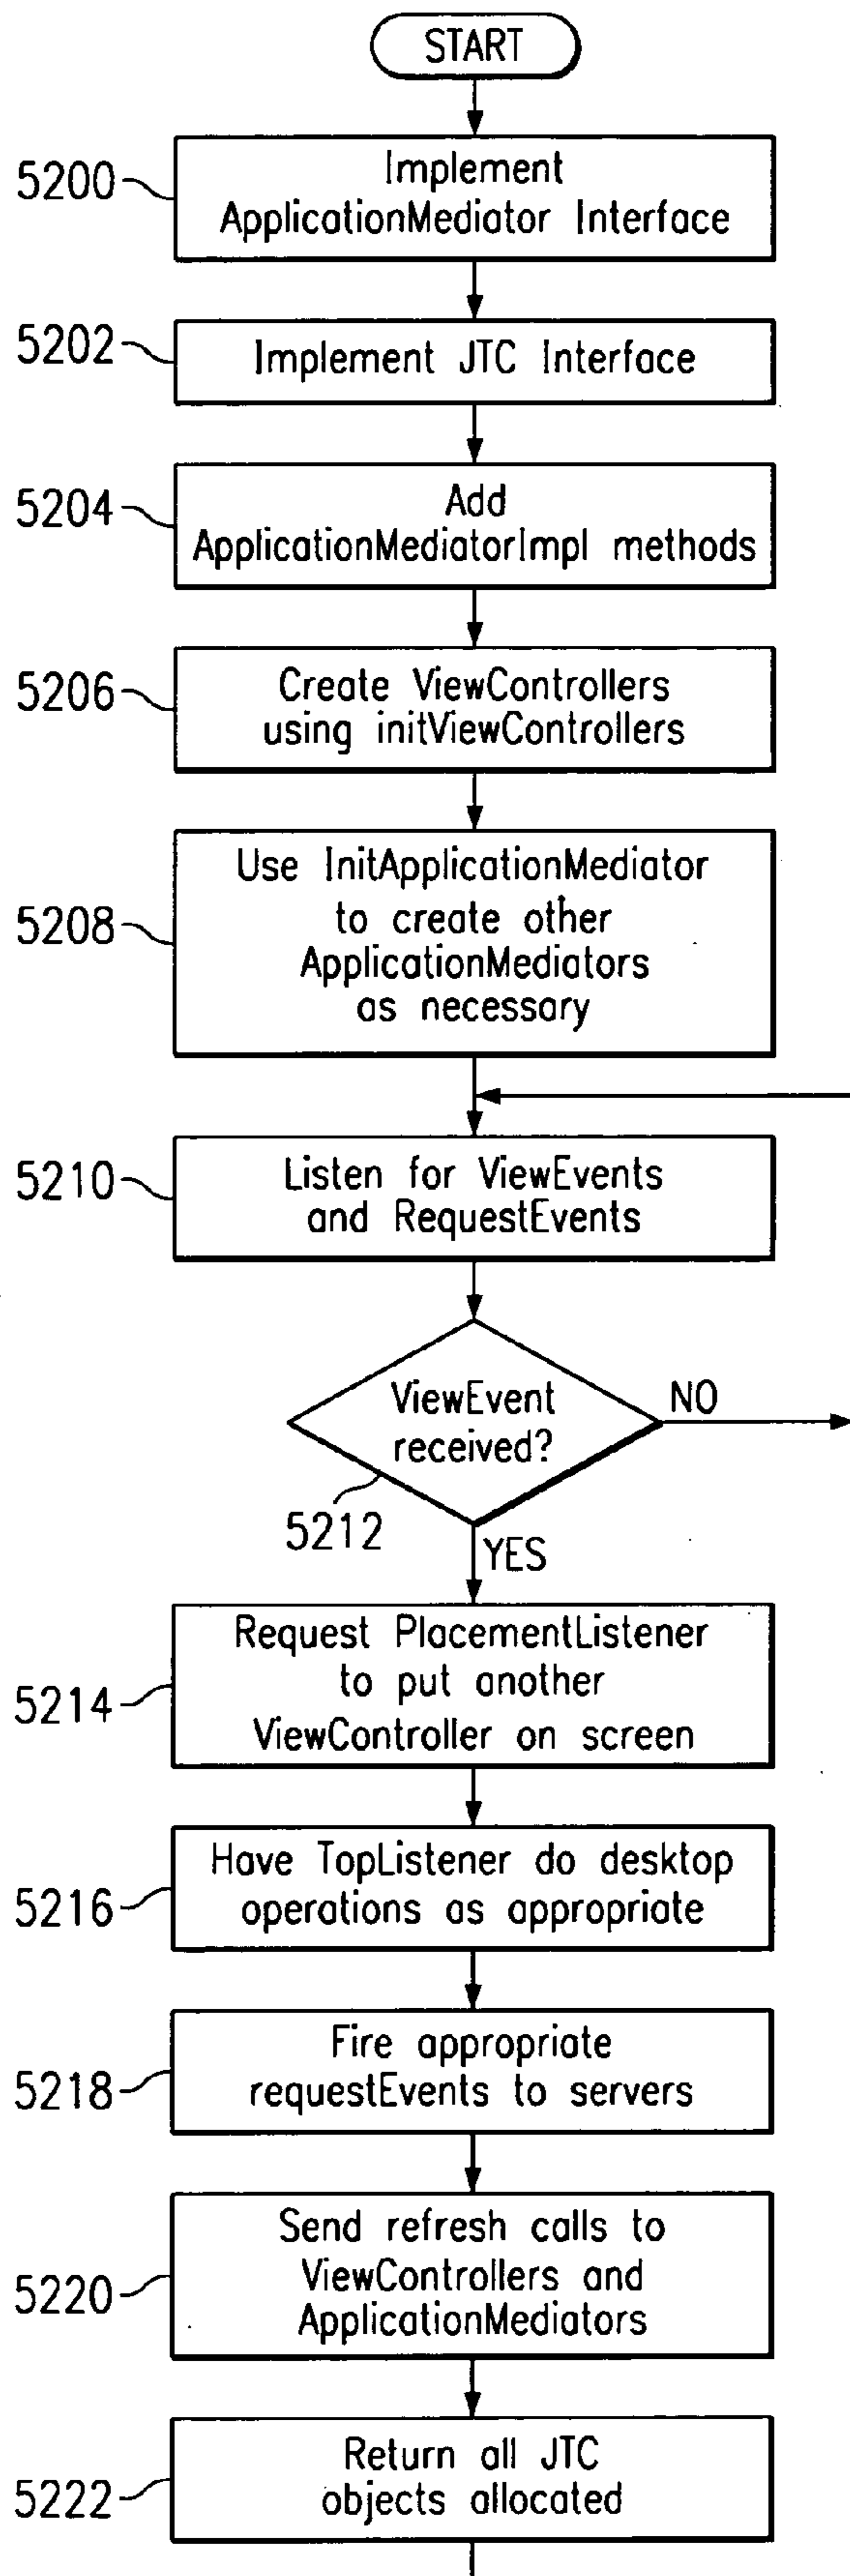 START
5200
Implement
ApplicationMediator Interface
5202
Implement JTC Interface
5204
Add
ApplicationMediatorImpl methods
5206
Create ViewControllers
using initViewControllers
5208
Use InitApplicationMediator
to create other
ApplicationMediators
as necessary
5210
Listen for ViewEvents
and RequestEvents
ViewEvent
received?
NO
5212
YES
5214
Request PlacementListener
to put another
ViewController on screen
5216
Have TopListener do desktop
operations as appropriate
5218
Fire appropriate
requestEvents to servers
5220
Send refresh calls to
ViewControllers and
ApplicationMediators
5222
Return all JTC
objects allocated